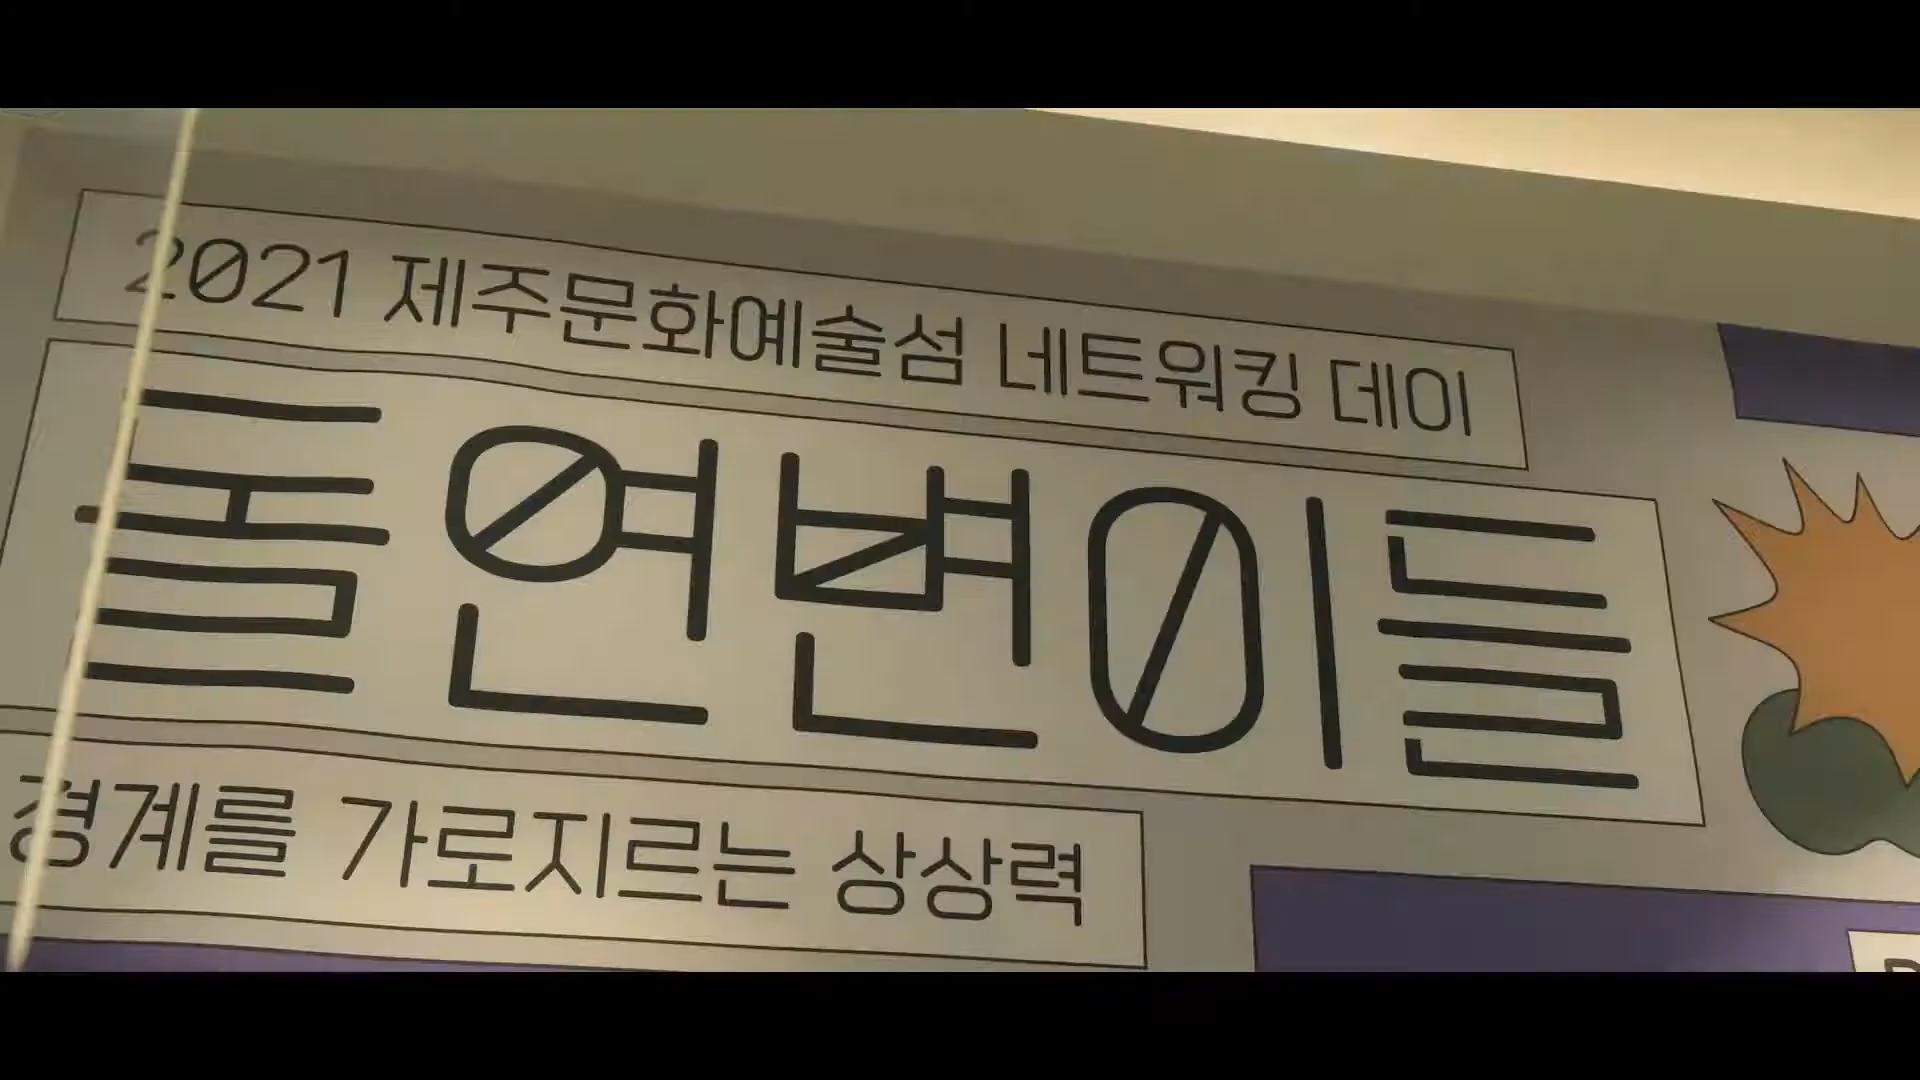 2021 제주문화예술섬 네트워킹 데이
돌연변이들
경계를 가로지르는 상상력